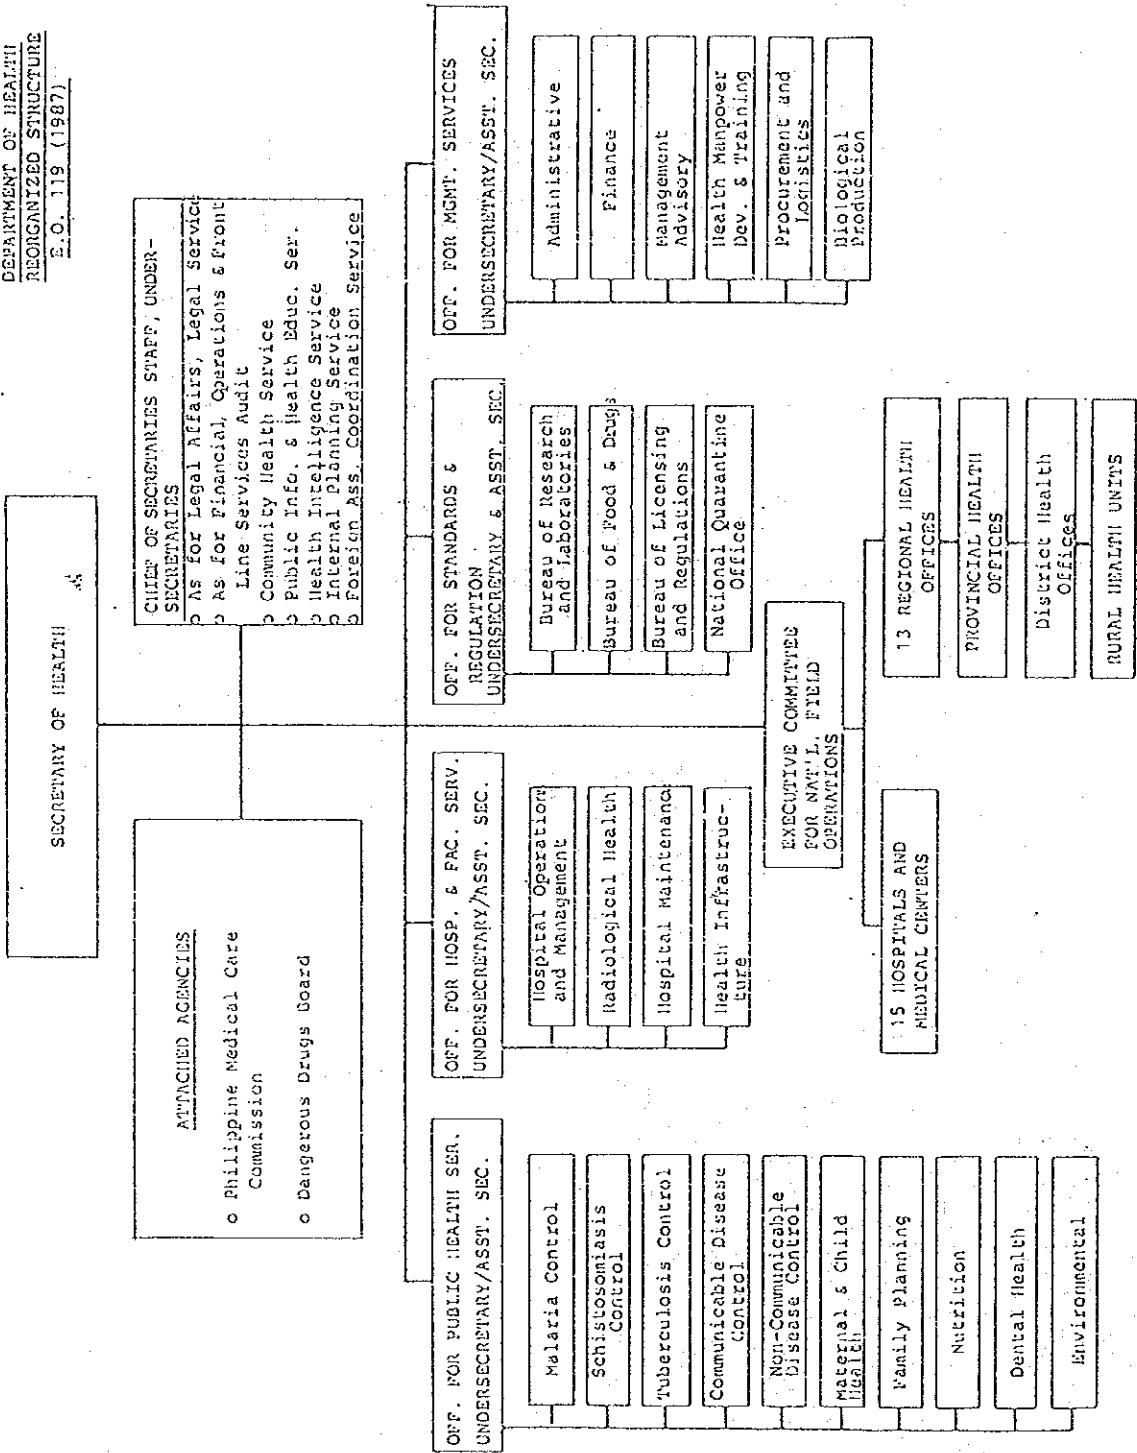 DEPARTMENT OF HEALTH
REORGANIZED STRUCTURE
E.O. 119 (1987)
SECRETARY OF HEALTH
ATTACHED AGENCIES
o Philippine Medical Care
Commission
o Dangerous Drugs Board
CHIEF OF SECRETARIES STAFF, UNDER-
SECRETARIES
o As for Legal Affairs, Legal Service
o As for Financial, Operations & Front
Line Services Audit
o Community Health Service
o Public Info. & Health Educ. Ser.
o Health Intelligence Service
o Internal Planning Service
o Foreign Ass. Coordination Service
OFF. FOR PUBLIC HEALTH SER.
UNDERSECRETARY/ASST. SEC.
Malaria Control
Schistosomiasis
Control
Tuberculosis Control
Communicable Disease
Control
Non-Communicable
Disease Control
Maternal & Child
Health
Family Planning
Nutrition
Dental Health
Environmental
OFF. FOR HOSP. & FAC. SERV.
UNDERSECRETARY/ASST. SEC.
Hospital Operation
and Management
Radiological Health
Hospital Maintenance
Health Infrastruc-
ture
OFF. FOR STANDARDS &
REGULATION
UNDERSECRETARY & ASST. SEC.
Bureau of Research
and Laboratories
Bureau of Food & Drugs
Bureau of Licensing
and Regulations
National Quarantine
Office
OFF. FOR MGMT. SERVICES
UNDERSECRETARY/ASST. SEC.
Administrative
Finance
Management
Advisory
Health Manpower
Dev. & Training
Procurement and
Logistics
Biological
Production
EXECUTIVE COMMITTEE
FOR NAT'L. FIELD
OPERATIONS
15 HOSPITALS AND
MEDICAL CENTERS
13 REGIONAL HEALTH
OFFICES
PROVINCIAL HEALTH
OFFICES
District Health
Offices
RURAL HEALTH UNITS